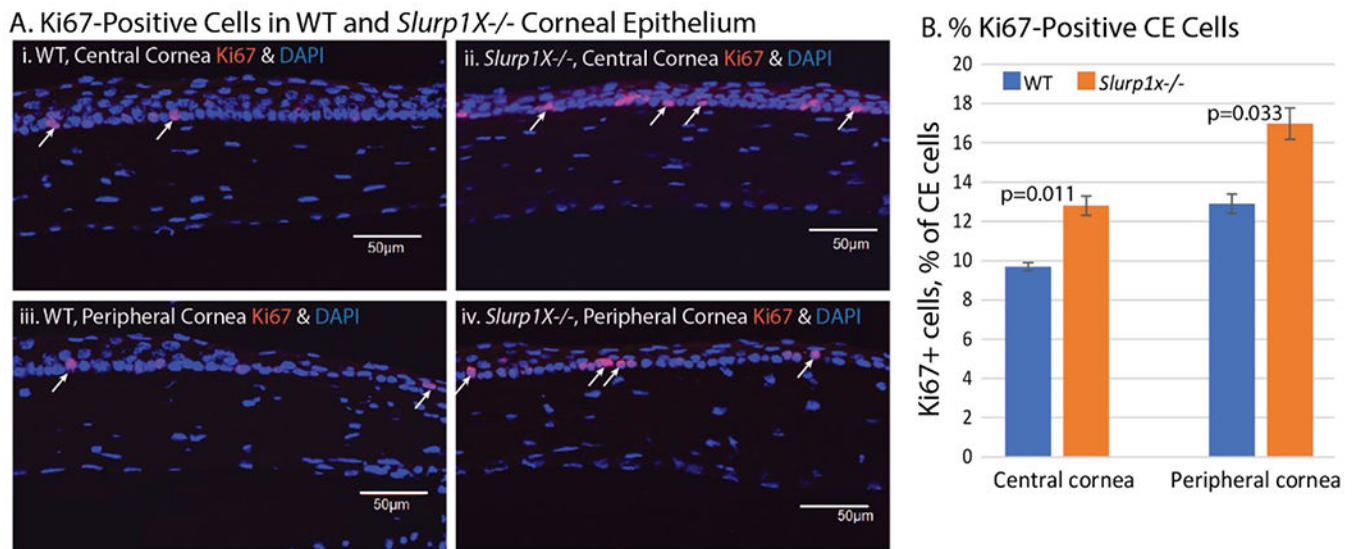 A. Ki67-Positive Cells in WT and Slurp1X-/- Corneal Epithelium
i. WT, Central Cornea Ki67 & DAPI
50µm
ii. Slurp1X-/-, Central Cornea Ki67 & DAPI
50µm
iii. WT, Peripheral Cornea Ki67 & DAPI
50µm
iv. Slurp1X-/-, Peripheral Cornea Ki67 & DAPI
50µm
B. % Ki67-Positive CE Cells
WT
Slurp1x-/-
Ki67+ cells, % of CE cells
20
18
16
14
12
10
8
6
4
2
0
p=0.011
p=0.033
Central cornea
Peripheral cornea